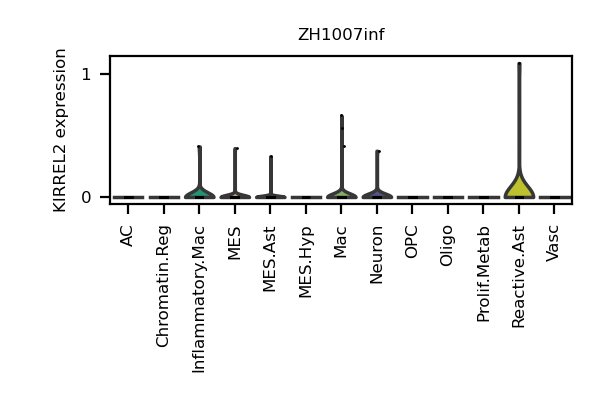 ZH1007inf
KIRREL2 expression
1
0
AC
Chromatin.Reg
Inflammatory.Mac
MES
MES.Ast
MES.Hyp
Mac
Neuron
OPC
Oligo
Prolif.Metab
Reactive.Ast
Vasc